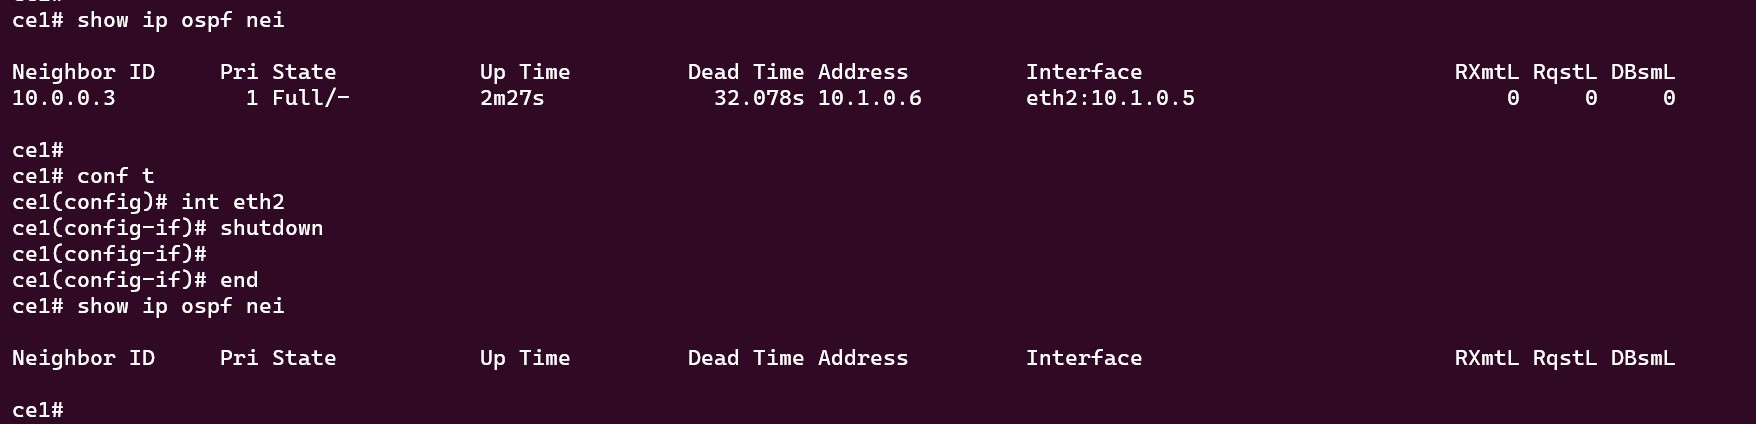 ce1# show ip ospf nei
Neighbor ID     Pri State           Up Time         Dead Time Address         Interface                        RXmtL RqstL DBsmL
10.0.0.3          1 Full/-          2m27s             32.078s 10.1.0.6        eth2:10.1.0.5                        0     0     0
ce1#
ce1# conf t
ce1(config)# int eth2
ce1(config-if)# shutdown
ce1(config-if)#
ce1(config-if)# end
ce1# show ip ospf nei
Neighbor ID     Pri State           Up Time         Dead Time Address         Interface                        RXmtL RqstL DBsmL
ce1#